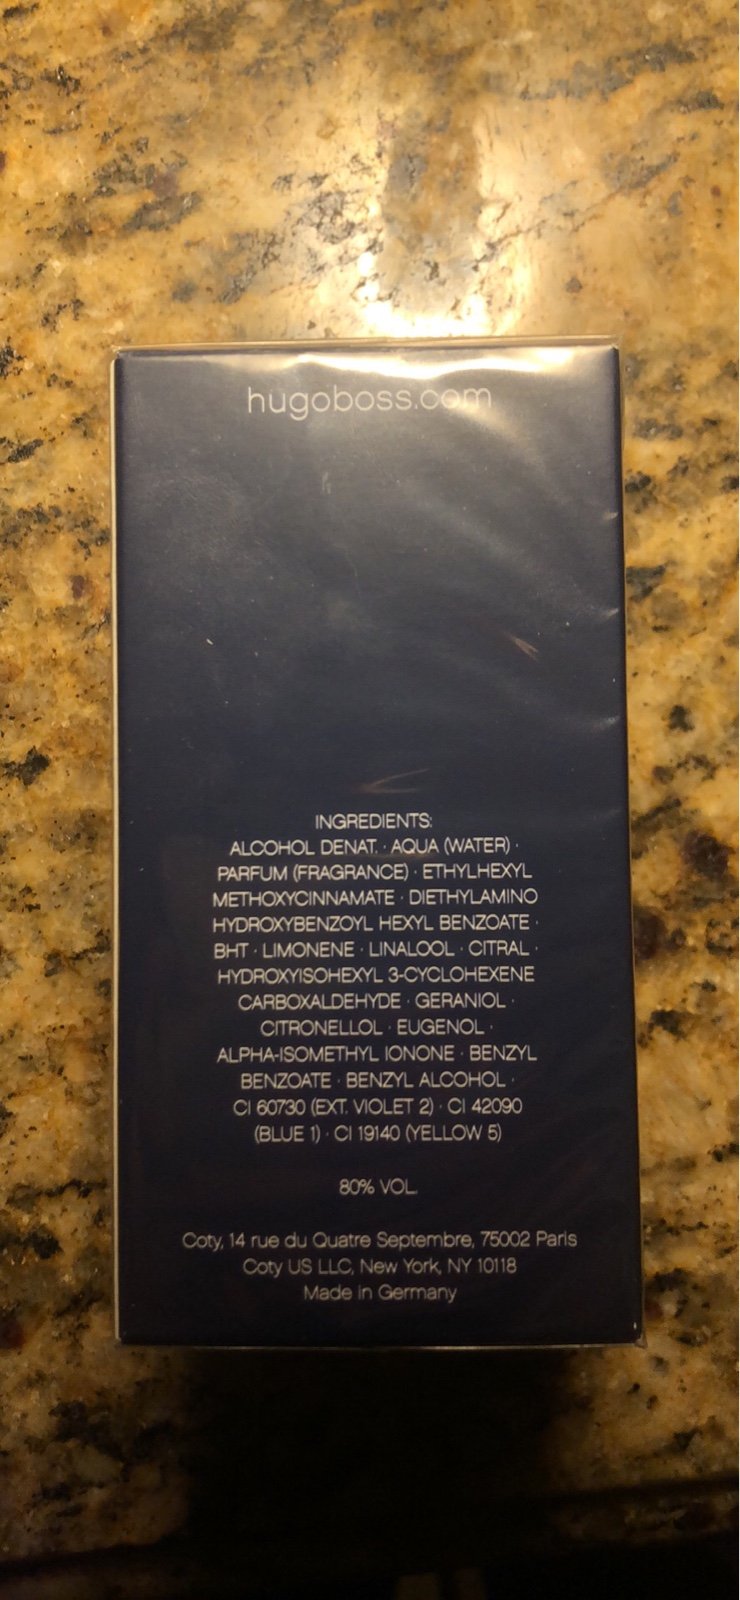 hugoboss.com
INGREDIENTS:
ALCOHOL DENAT. · AQUA (WATER) ·
PARFUM (FRAGRANCE) · ETHYLHEXYL
METHOXYCINNAMATE · DIETHYLAMINO
HYDROXYBENZOYL HEXYL BENZOATE ·
BHT · LIMONENE · LINALOOL · CITRAL ·
HYDROXYISOHEXYL 3-CYCLOHEXENE
CARBOXALDEHYDE · GERANIOL ·
CITRONELLOL · EUGENOL ·
ALPHA-ISOMETHYL IONONE · BENZYL
BENZOATE · BENZYL ALCOHOL ·
CI 60730 (EXT. VIOLET 2) · CI 42090
(BLUE 1) · CI 19140 (YELLOW 5)
80% VOL.
Coty, 14 rue du Quatre Septembre, 75002 Paris
Coty US LLC, New York, NY 10118
Made in Germany